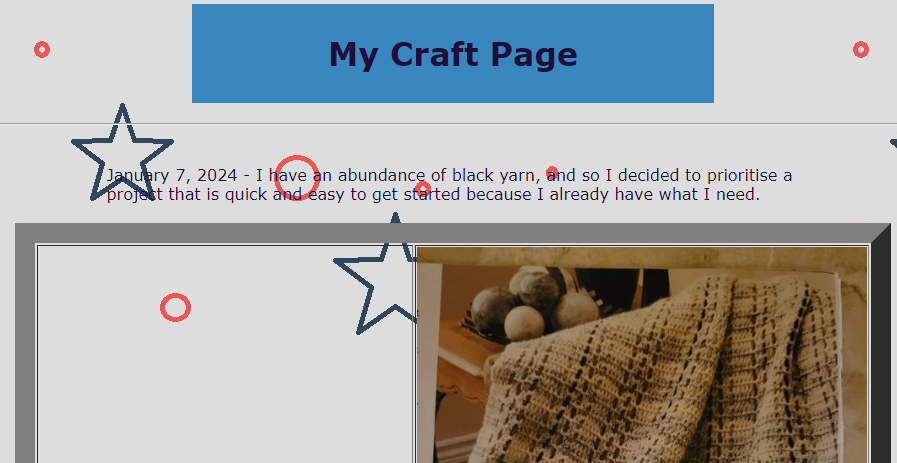 My Craft Page
January 7, 2024 - I have an abundance of black yarn, and so I decided to prioritise a
project that is quick and easy to get started because I already have what I need.